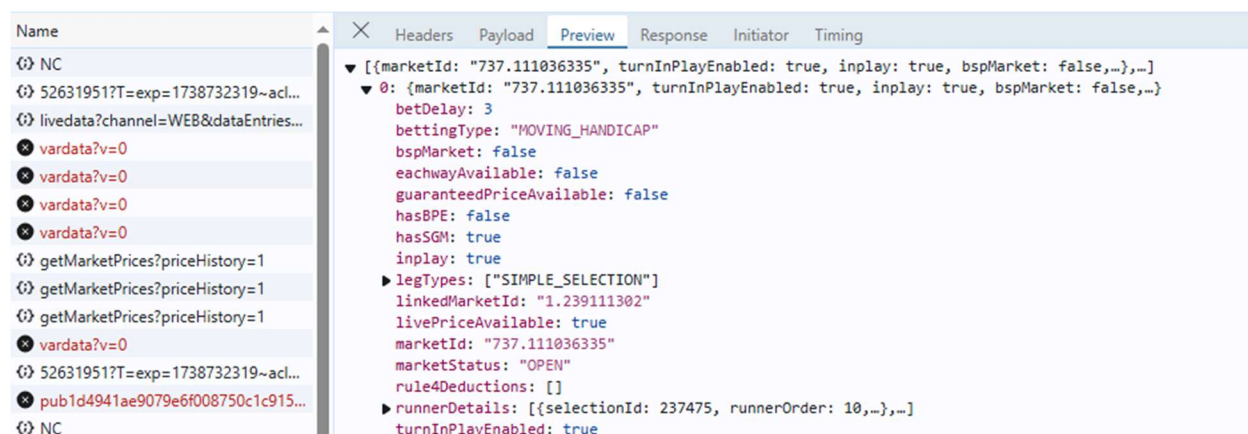 Name
NC
52631951?T=exp=1738732319~acl...
livedata?channel=WEB&dataEntries...
vardata?v=0
vardata?v=0
vardata?v=0
vardata?v=0
getMarketPrices?priceHistory=1
getMarketPrices?priceHistory=1
getMarketPrices?priceHistory=1
vardata?v=0
52631951?T=exp=1738732319~acl...
pub1d4941ae9079e6f008750c1c915...
NC
Headers Payload Preview Response Initiator Timing
[{marketId: "737.111036335", turnInPlayEnabled: true, inplay: true, bspMarket: false,…},…]
0: {marketId: "737.111036335", turnInPlayEnabled: true, inplay: true, bspMarket: false,…}
betDelay: 3
bettingType: "MOVING_HANDICAP"
bspMarket: false
eachwayAvailable: false
guaranteedPriceAvailable: false
hasBPE: false
hasSGM: true
inplay: true
legTypes: ["SIMPLE_SELECTION"]
linkedMarketId: "1.239111302"
livePriceAvailable: true
marketId: "737.111036335"
marketStatus: "OPEN"
rule4Deductions: []
runnerDetails: [{selectionId: 237475, runnerOrder: 10,…},…]
turnInPlayEnabled: true